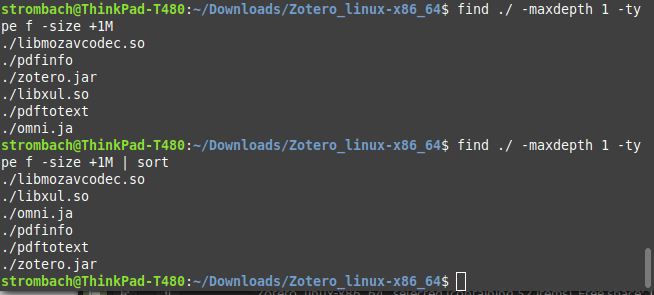 strombach@ThinkPad-T480:~/Downloads/Zotero_linux-x86_64$ find ./ -maxdepth 1 -ty
pe f -size +1M
./libmozavcodec.so
./pdfinfo
./zotero.jar
./libxul.so
./pdftotext
./omni.ja
strombach@ThinkPad-T480:~/Downloads/Zotero_linux-x86_64$ find ./ -maxdepth 1 -ty
pe f -size +1M | sort
./libmozavcodec.so
./libxul.so
./omni.ja
./pdfinfo
./pdftotext
./zotero.jar
strombach@ThinkPad-T480:~/Downloads/Zotero_linux-x86_64$